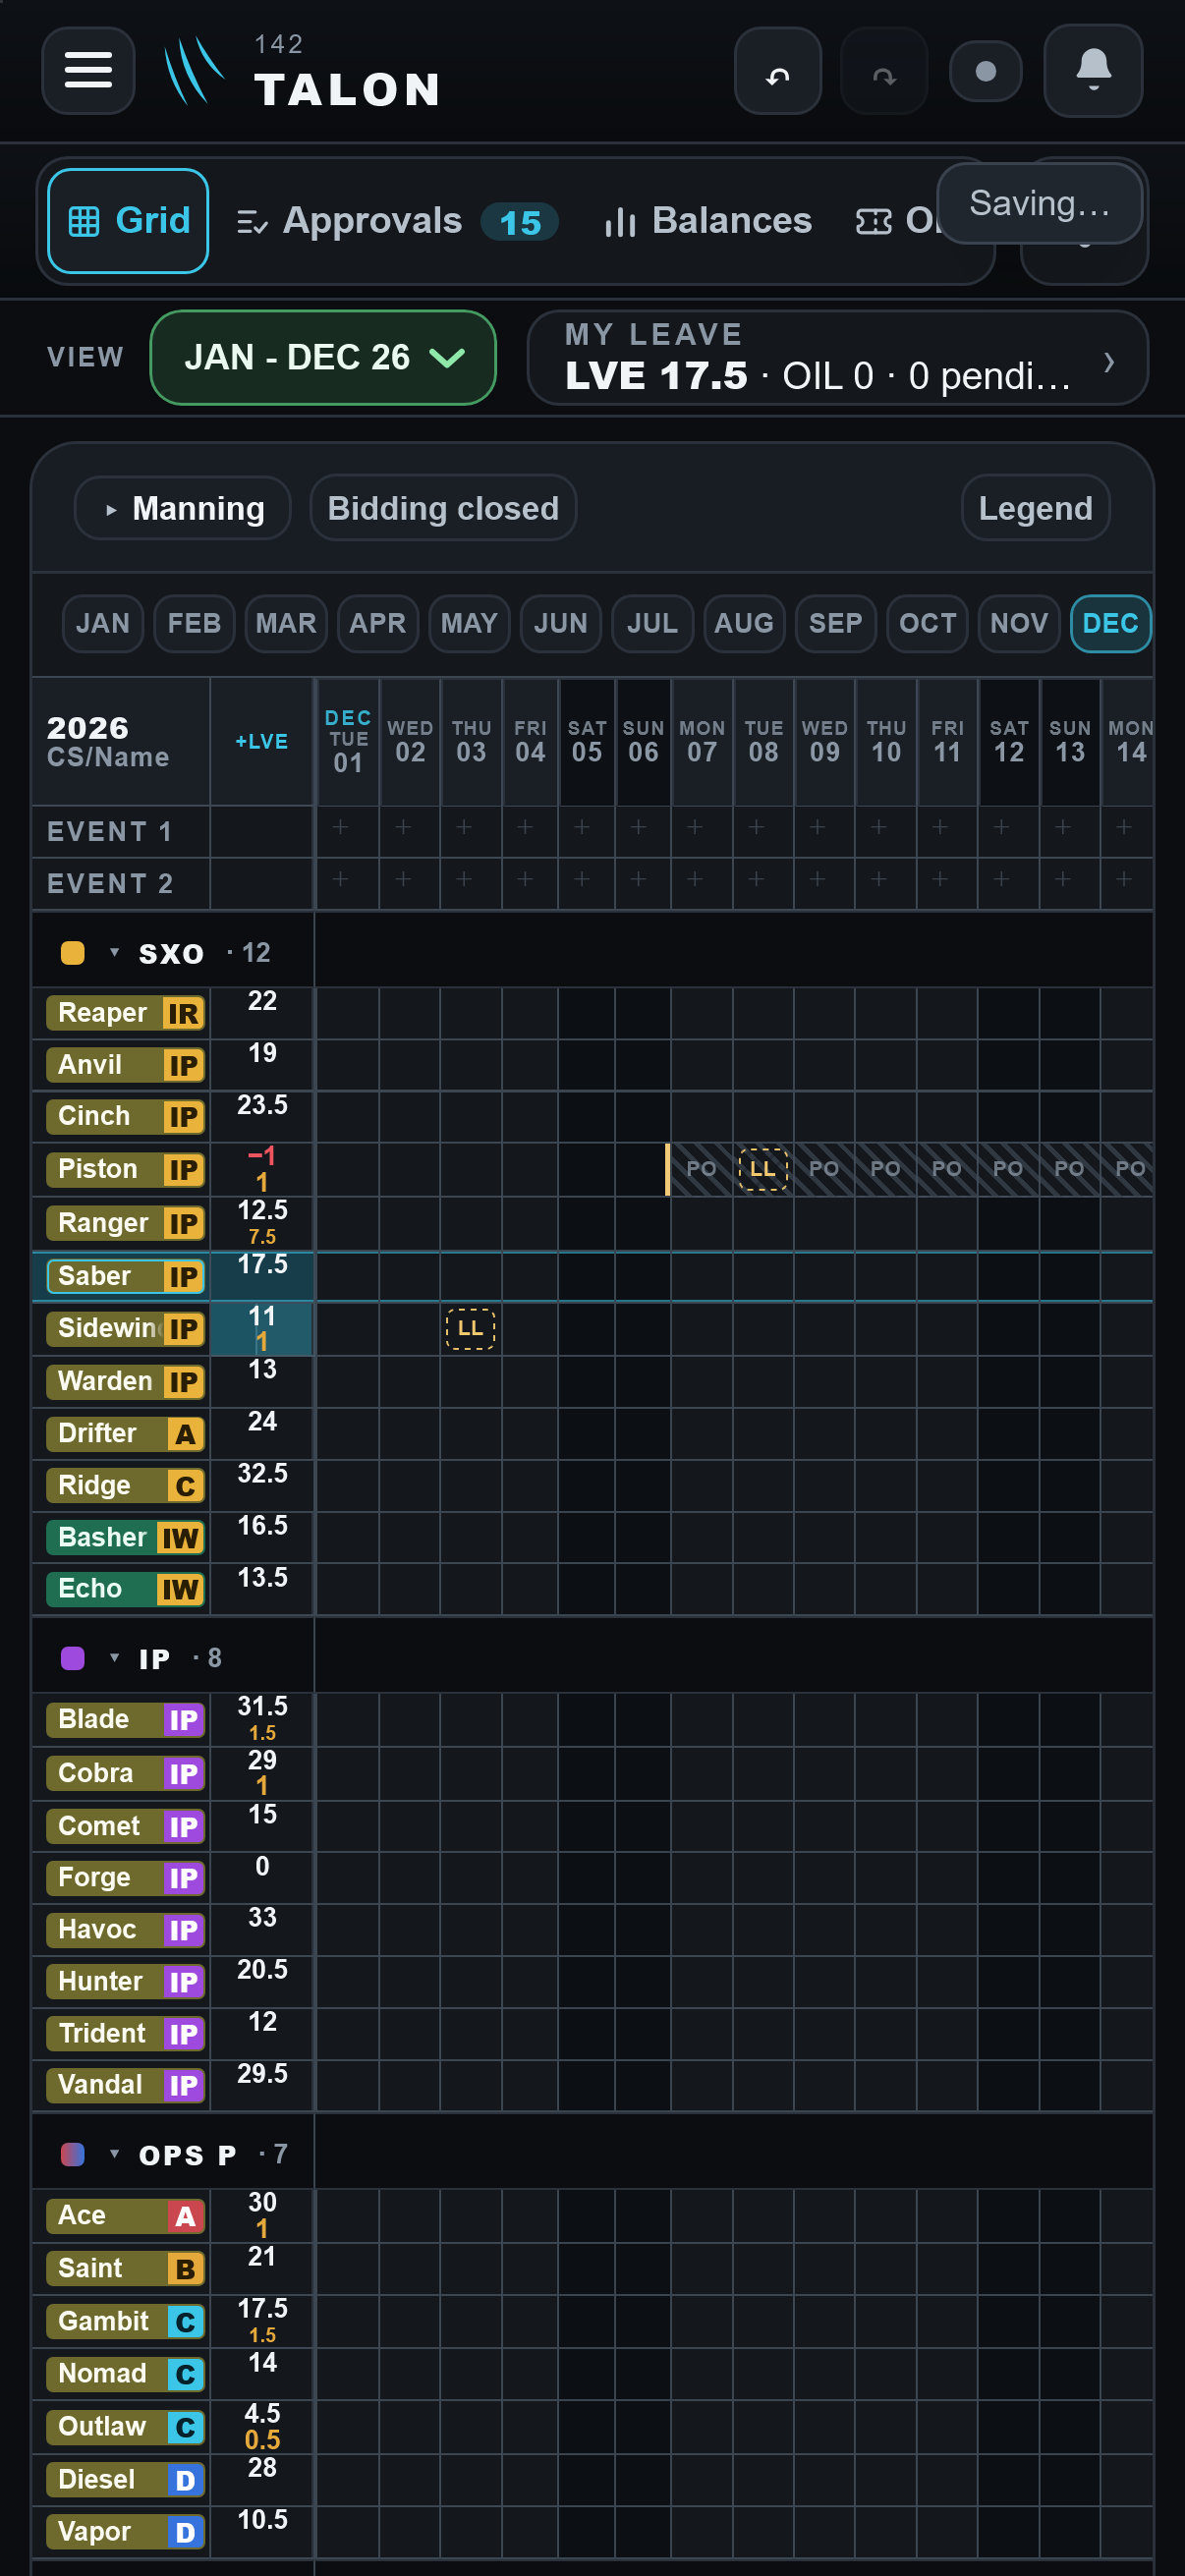 142
TALON
Grid
Approvals 15
Balances
Saving…
VIEW
JAN - DEC 26
MY LEAVE
LVE 17.5 · OIL 0 · 0 pendi…
Manning
Bidding closed
Legend
JAN FEB MAR APR MAY JUN JUL AUG SEP OCT NOV DEC
2026
CS/Name
+LVE
DEC TUE 01
WED 02
THU 03
FRI 04
SAT 05
SUN 06
MON 07
TUE 08
WED 09
THU 10
FRI 11
SAT 12
SUN 13
MON 14
EVENT 1 + + + + + + + + + + + + + +
EVENT 2 + + + + + + + + + + + + + +
SXO · 12
Reaper IR 22
Anvil IP 19
Cinch IP 23.5
Piston IP −1 1 PO LL PO PO PO PO PO PO
Ranger IP 12.5 7.5
Saber IP 17.5
Sidewin IP 11 1 LL
Warden IP 13
Drifter A 24
Ridge C 32.5
Basher IW 16.5
Echo IW 13.5
IP · 8
Blade IP 31.5 1.5
Cobra IP 29 1
Comet IP 15
Forge IP 0
Havoc IP 33
Hunter IP 20.5
Trident IP 12
Vandal IP 29.5
OPS P · 7
Ace A 30 1
Saint B 21
Gambit C 17.5 1.5
Nomad C 14
Outlaw C 4.5 0.5
Diesel D 28
Vapor D 10.5